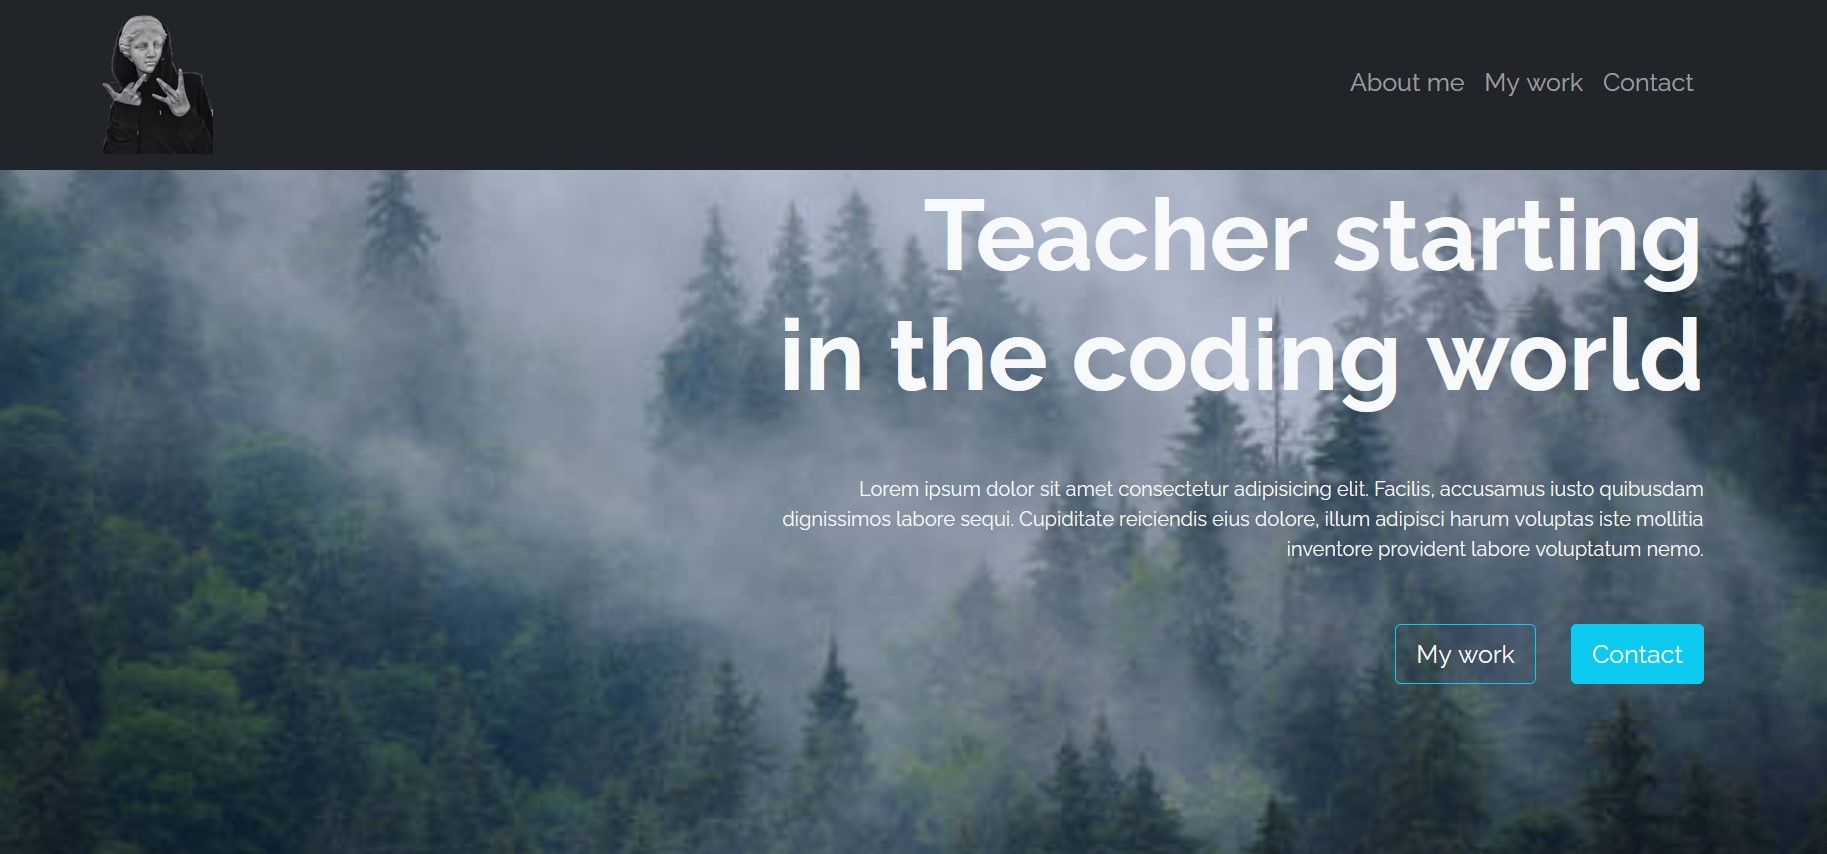 About me My work Contact
Teacher starting
in the coding world
Lorem ipsum dolor sit amet consectetur adipisicing elit. Facilis, accusamus iusto quibusdam
dignissimos labore sequi. Cupiditate reiciendis eius dolore, illum adipisci harum voluptas iste mollitia
inventore provident labore voluptatum nemo.
My work Contact